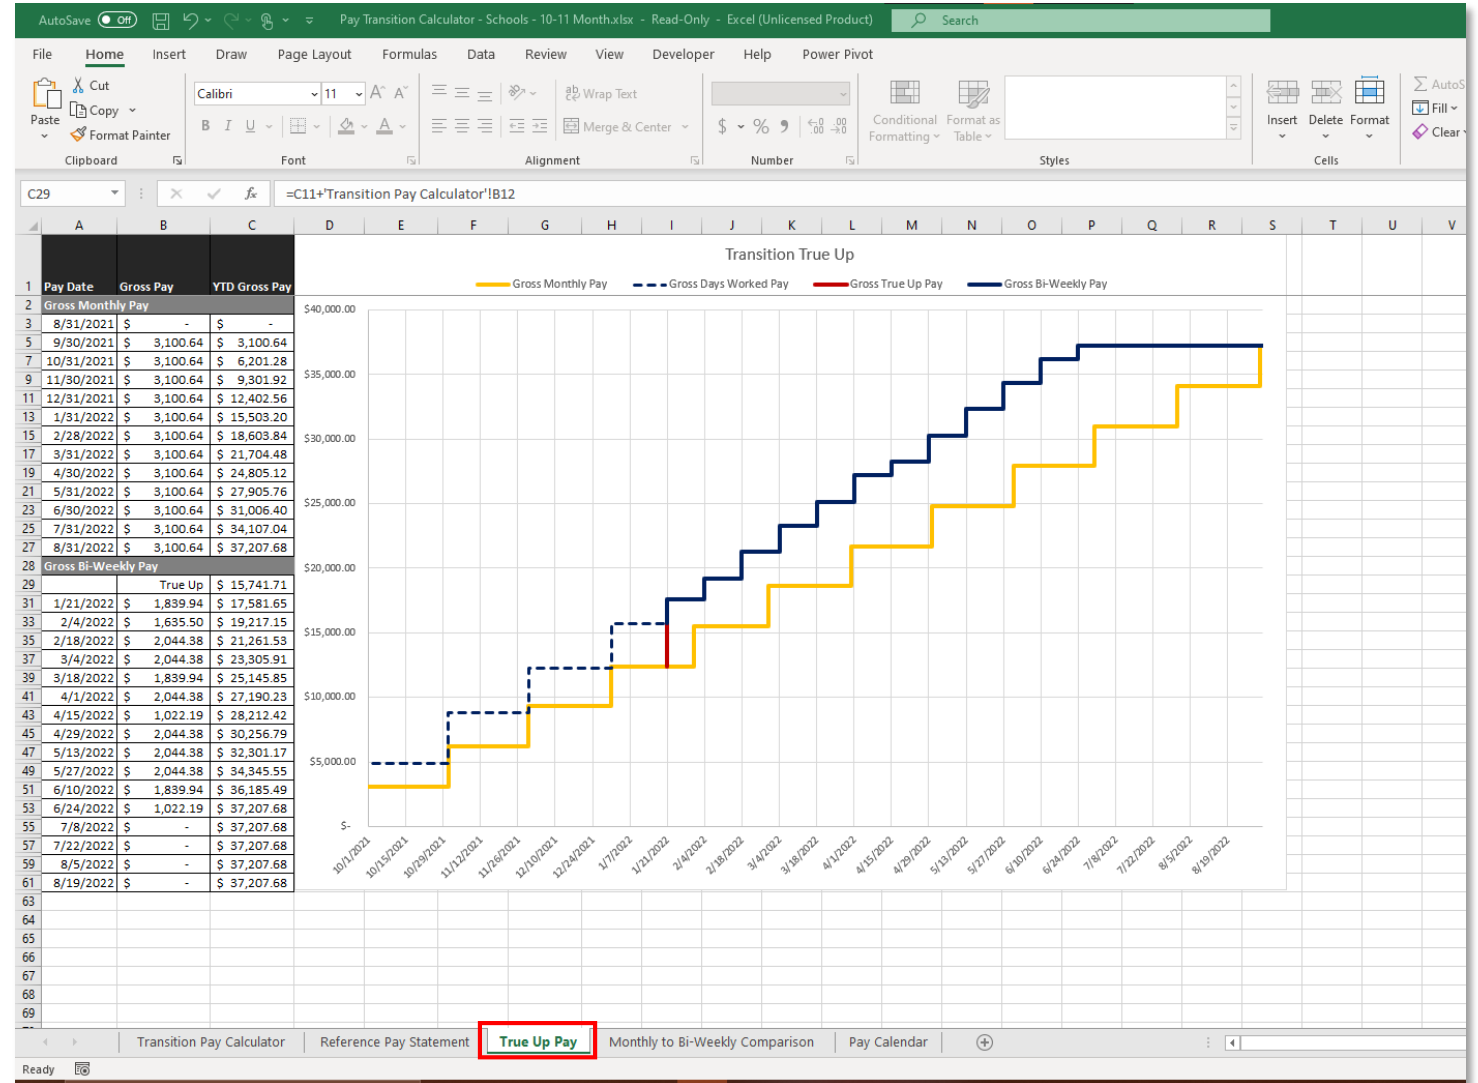 AutoSave Off Pay Transition Calculator - Schools - 10-11 Month.xlsx - Read-Only - Excel (Unlicensed Product) Search
File Home Insert Draw Page Layout Formulas Data Review View Developer Help Power Pivot
Paste Cut Copy Format Painter Clipboard
Calibri 11 A^ A˅ B I U A Font
ab Wrap Text Merge & Center Alignment
$ % 9 Number
Conditional Formatting Format as Table Styles
Insert Delete Format Cells
AutoS
Fill
Clear
C29 fx =C11+'Transition Pay Calculator'!B12
A B C D E F G H I J K L M N O P Q R S T U V
1 Pay Date Gross Pay YTD Gross Pay
2 Gross Monthly Pay
3 8/31/2021 $ - $ -
5 9/30/2021 $ 3,100.64 $ 3,100.64
7 10/31/2021 $ 3,100.64 $ 6,201.28
9 11/30/2021 $ 3,100.64 $ 9,301.92
11 12/31/2021 $ 3,100.64 $ 12,402.56
13 1/31/2022 $ 3,100.64 $ 15,503.20
15 2/28/2022 $ 3,100.64 $ 18,603.84
17 3/31/2022 $ 3,100.64 $ 21,704.48
19 4/30/2022 $ 3,100.64 $ 24,805.12
21 5/31/2022 $ 3,100.64 $ 27,905.76
23 6/30/2022 $ 3,100.64 $ 31,006.40
25 7/31/2022 $ 3,100.64 $ 34,107.04
27 8/31/2022 $ 3,100.64 $ 37,207.68
28 Gross Bi-Weekly Pay
29 True Up $ 15,741.71
31 1/21/2022 $ 1,839.94 $ 17,581.65
33 2/4/2022 $ 1,635.50 $ 19,217.15
35 2/18/2022 $ 2,044.38 $ 21,261.53
37 3/4/2022 $ 2,044.38 $ 23,305.91
39 3/18/2022 $ 1,839.94 $ 25,145.85
41 4/1/2022 $ 2,044.38 $ 27,190.23
43 4/15/2022 $ 1,022.19 $ 28,212.42
45 4/29/2022 $ 2,044.38 $ 30,256.79
47 5/13/2022 $ 2,044.38 $ 32,301.17
49 5/27/2022 $ 2,044.38 $ 34,345.55
51 6/10/2022 $ 1,839.94 $ 36,185.49
53 6/24/2022 $ 1,022.19 $ 37,207.68
55 7/8/2022 $ - $ 37,207.68
57 7/22/2022 $ - $ 37,207.68
59 8/5/2022 $ - $ 37,207.68
61 8/19/2022 $ - $ 37,207.68
63
64
65
66
67
68
69
Transition True Up
Gross Monthly Pay Gross Days Worked Pay Gross True Up Pay Gross Bi-Weekly Pay
$40,000.00
$35,000.00
$30,000.00
$25,000.00
$20,000.00
$15,000.00
$10,000.00
$5,000.00
$-
10/1/2021 10/15/2021 10/29/2021 11/12/2021 11/26/2021 12/10/2021 12/24/2021 1/7/2022 1/21/2022 2/4/2022 2/18/2022 3/4/2022 3/18/2022 4/1/2022 4/15/2022 4/29/2022 5/13/2022 5/27/2022 6/10/2022 6/24/2022 7/8/2022 7/22/2022 8/5/2022 8/19/2022
Transition Pay Calculator Reference Pay Statement True Up Pay Monthly to Bi-Weekly Comparison Pay Calendar
Ready